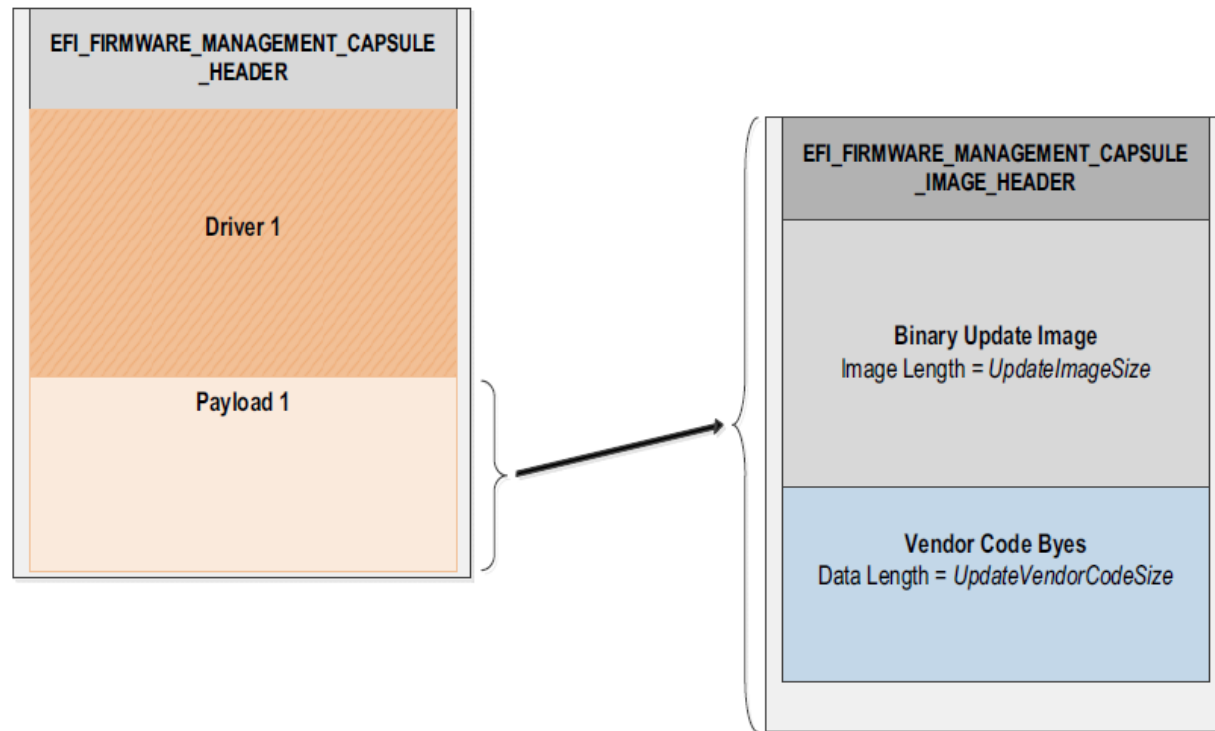 EFI_FIRMWARE_MANAGEMENT_CAPSULE
_HEADER
Driver 1
Payload 1
EFI_FIRMWARE_MANAGEMENT_CAPSULE
_IMAGE_HEADER
Binary Update Image
Image Length = UpdateImageSize
Vendor Code Byes
Data Length = UpdateVendorCodeSize